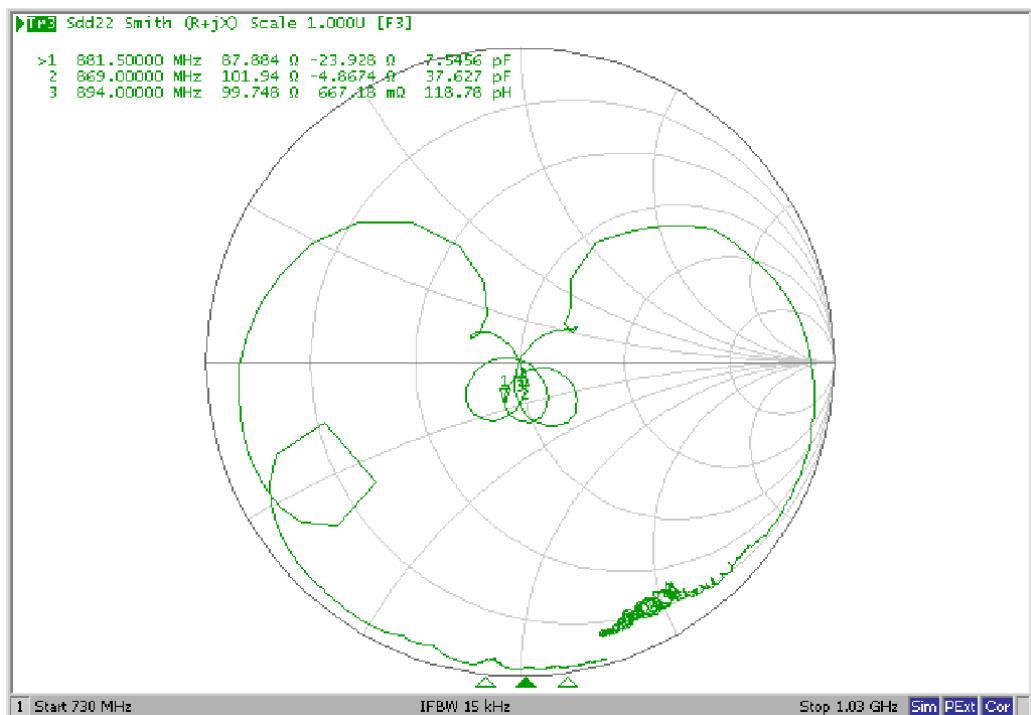 Tr3 Sdd22 Smith (R+jX) Scale 1.000U [F3]
>1 881.50000 MHz 87.884 Ω -23.928 Ω 7.5456 pF
2 869.00000 MHz 101.94 Ω -4.8674 Ω 37.627 pF
3 894.00000 MHz 99.748 Ω 667.18 mΩ 118.78 pH
1
2
1 Start 730 MHz IFBW 15 kHz Stop 1.03 GHz Sim PExt Cor